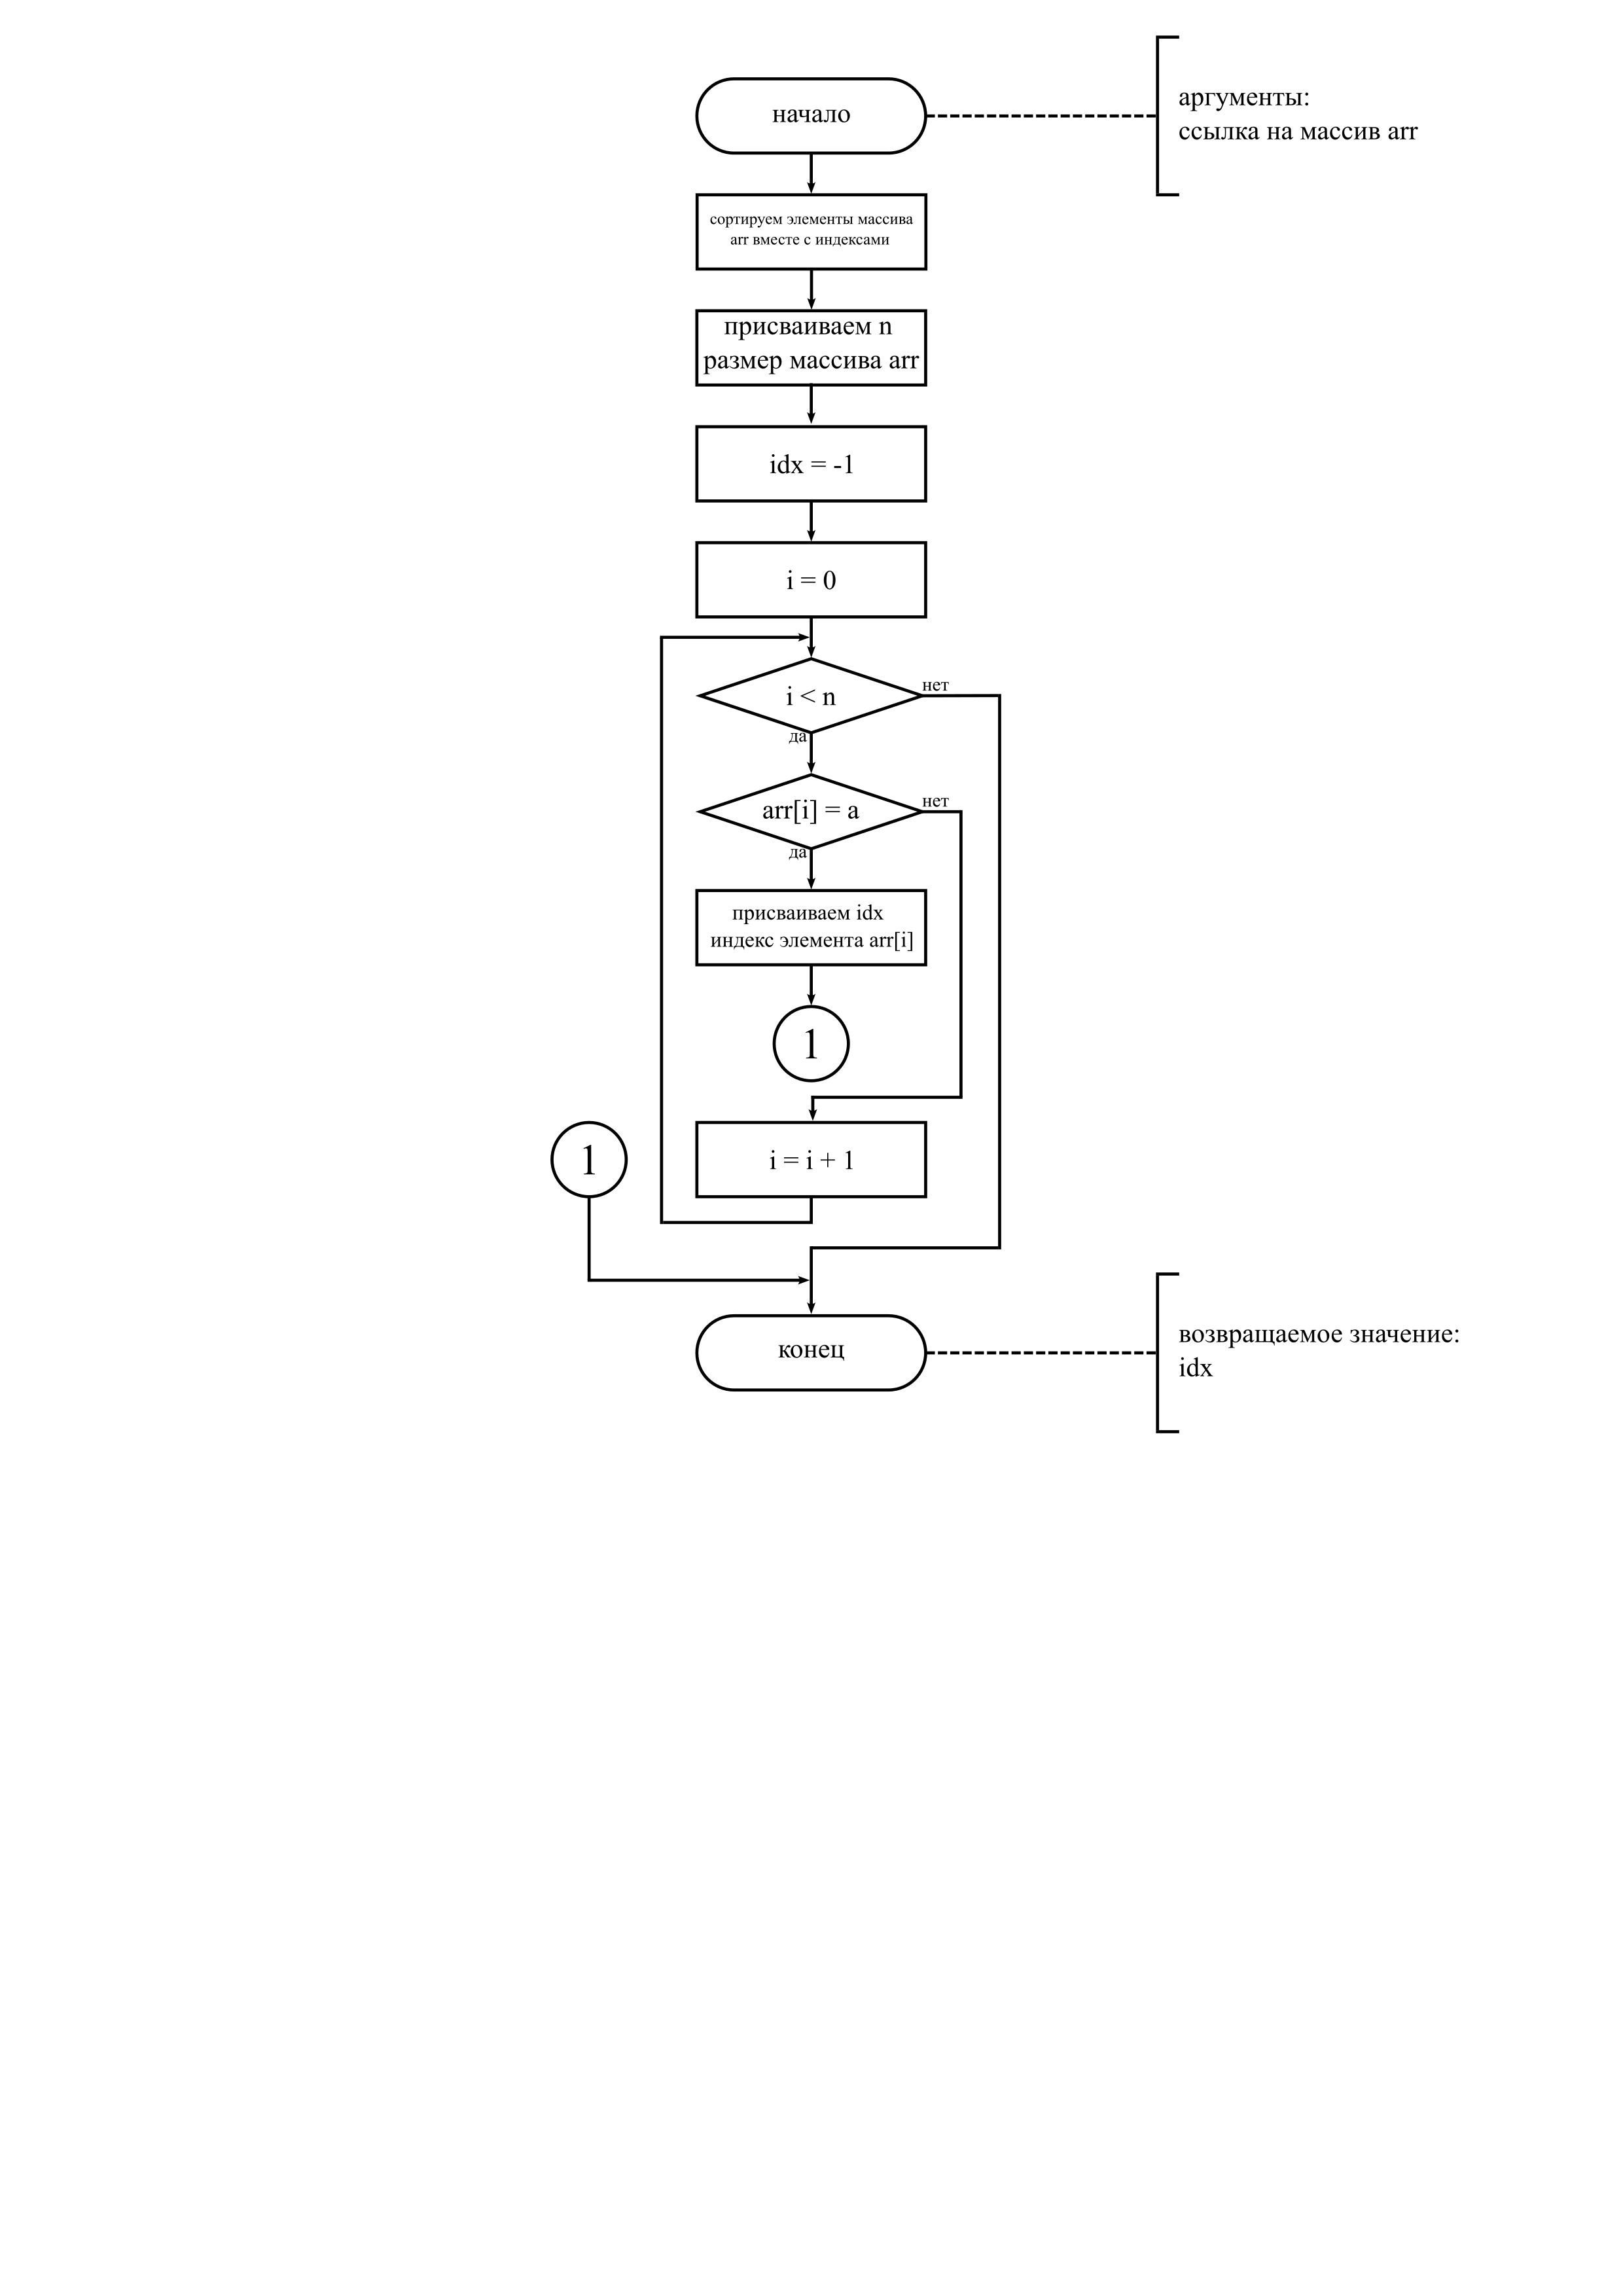 начало
аргументы:
ссылка на массив arr
сортируем элементы массива
arr вместе с индексами
присваиваем n
размер массива arr
idx = -1
i = 0
i < n
нет
да
arr[i] = a
нет
да
присваиваем idx
индекс элемента arr[i]
1
1
i = i + 1
конец
возвращаемое значение:
idx